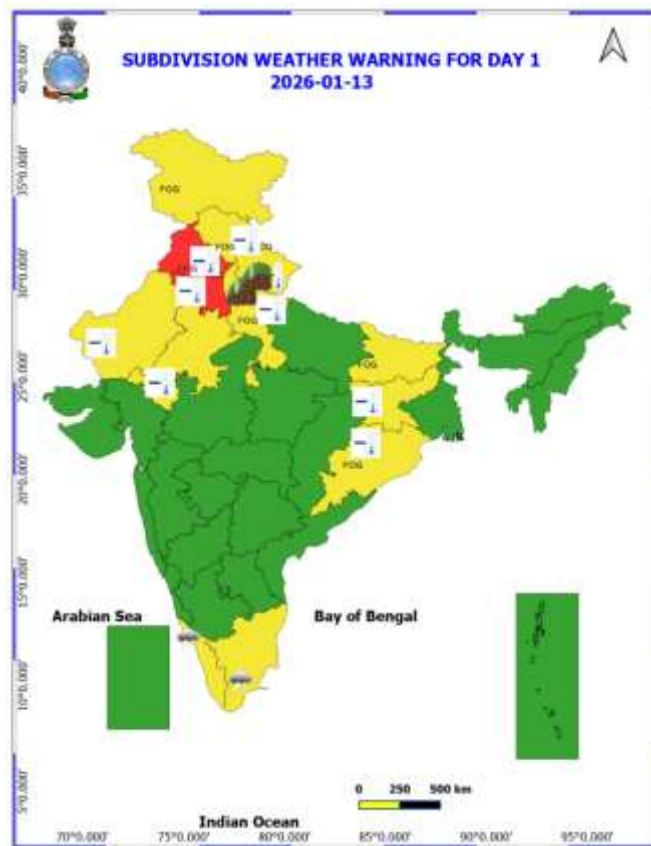 SUBDIVISION WEATHER WARNING FOR DAY 1
2026-01-13
40°0.000'
35°0.000'
FOG
FOG
30°0.000'
FOG
FOG
25°0.000'
FOG
20°0.000'
15°0.000'
Arabian Sea
Bay of Bengal
10°0.000'
5°0.000'
0 250 500 km
Indian Ocean
70°0.000' 75°0.000' 80°0.000' 85°0.000' 90°0.000' 95°0.000'